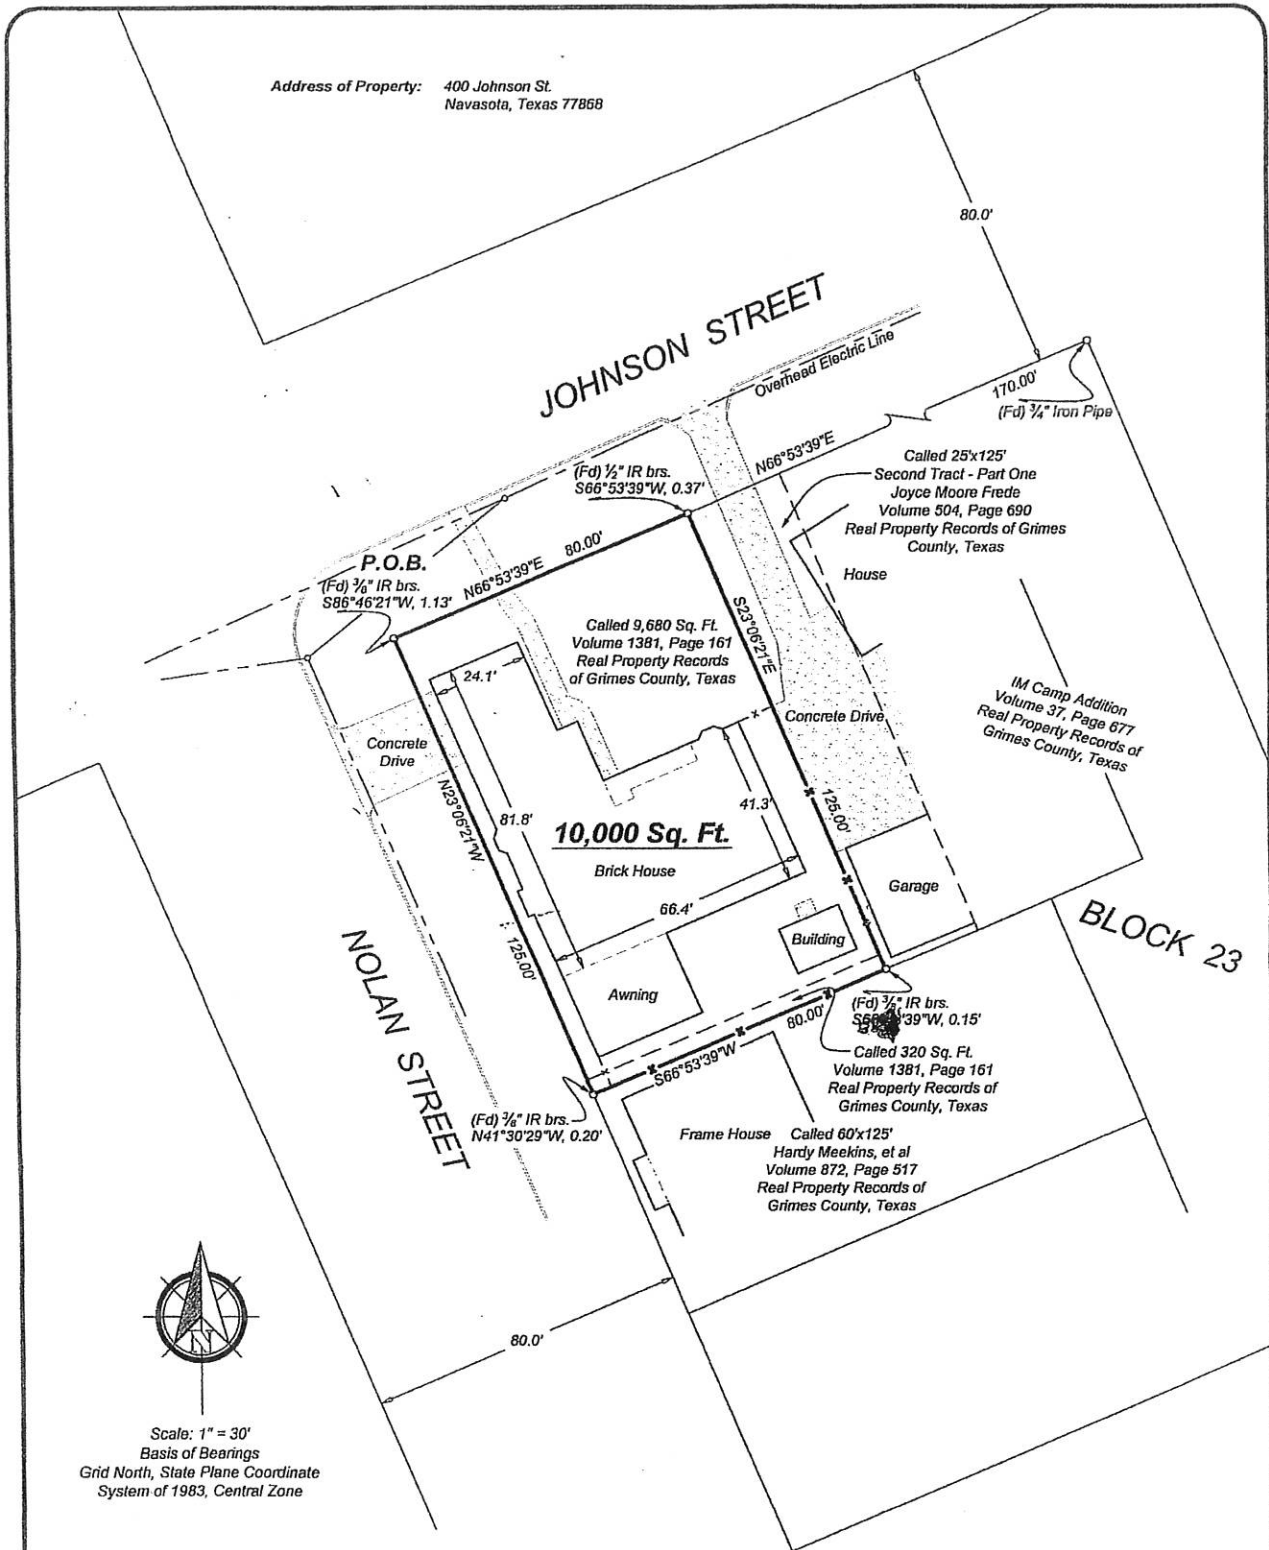 Address of Property: 400 Johnson St.
Navasota, Texas 77868
80.0'
JOHNSON STREET
Overhead Electric Line
170.00'
(Fd) ¾" Iron Pipe
N66°53'39"E
(Fd) ½" IR brs.
S66°53'39"W, 0.37'
Called 25'x125'
Second Tract - Part One
Joyce Moore Frede
Volume 504, Page 690
Real Property Records of Grimes
County, Texas
House
P.O.B.
(Fd) ⅜" IR brs.
S86°46'21"W, 1.13'
N66°53'39"E 80.00'
Called 9,680 Sq. Ft.
Volume 1381, Page 161
Real Property Records
of Grimes County, Texas
S23°06'21"E
125.00'
IM Camp Addition
Volume 37, Page 677
Real Property Records of
Grimes County, Texas
24.1'
Concrete
Drive
Concrete Drive
N23°06'21"W
125.00'
81.8'
41.3'
10,000 Sq. Ft.
Brick House
66.4'
Garage
Building
BLOCK 23
NOLAN STREET
Awning
(Fd) ⅜" IR brs.
39"W, 0.15'
S66°53'39"W
80.00'
Called 320 Sq. Ft.
Volume 1381, Page 161
Real Property Records of
Grimes County, Texas
(Fd) ⅜" IR brs.
N41°30'29"W, 0.20'
Frame House
Called 60'x125'
Hardy Meekins, et al
Volume 872, Page 517
Real Property Records of
Grimes County, Texas
80.0'
N
Scale: 1" = 30'
Basis of Bearings
Grid North, State Plane Coordinate
System of 1983, Central Zone